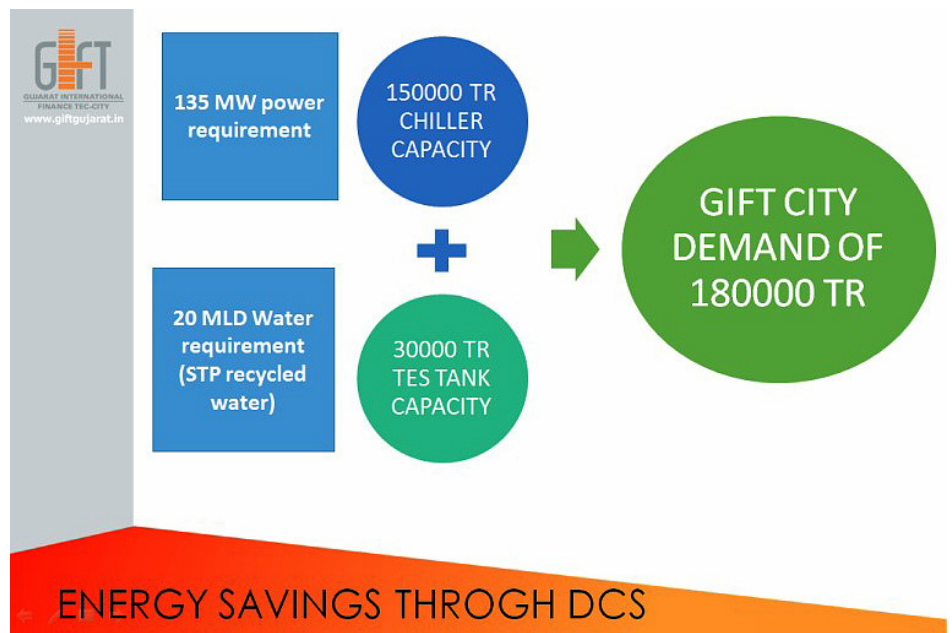 GIFT
GUJARAT INTERNATIONAL
FINANCE TEC-CITY
www.giftgujarat.in
135 MW power
requirement
150000 TR
CHILLER
CAPACITY
20 MLD Water
requirement
(STP recycled
water)
30000 TR
TES TANK
CAPACITY
GIFT CITY
DEMAND OF
180000 TR
ENERGY SAVINGS THROGH DCS